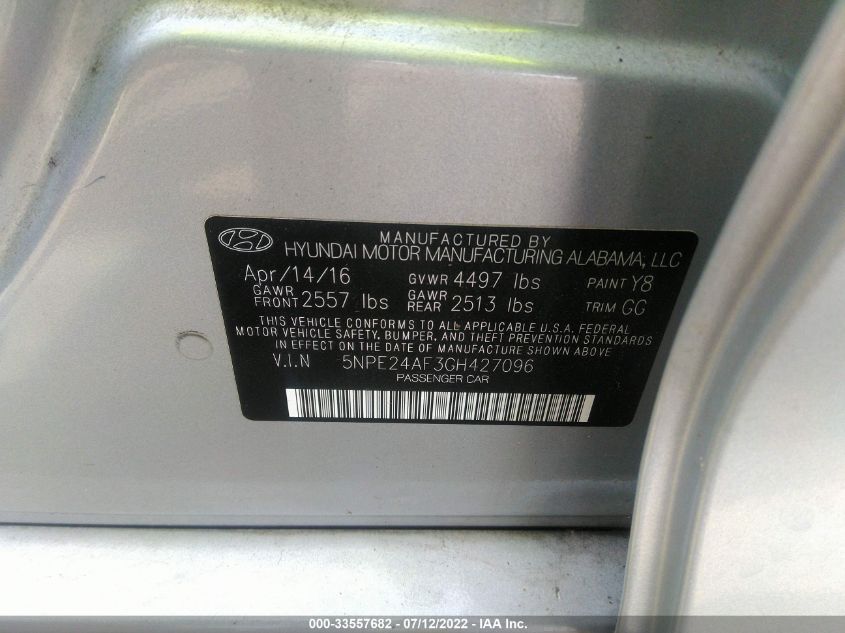 MANUFACTURED BY
HYUNDAI MOTOR MANUFACTURING ALABAMA, LLC
Apr/14/16 GVWR 4497 lbs PAINT Y8
GAWR FRONT 2557 lbs GAWR REAR 2513 lbs TRIM GG
THIS VEHICLE CONFORMS TO ALL APPLICABLE U.S.A. FEDERAL
MOTOR VEHICLE SAFETY, BUMPER, AND THEFT PREVENTION STANDARDS
IN EFFECT ON THE DATE OF MANUFACTURE SHOWN ABOVE
V.I.N 5NPE24AF3GH427096
PASSENGER CAR
000-33557682 - 07/12/2022 - IAA Inc.